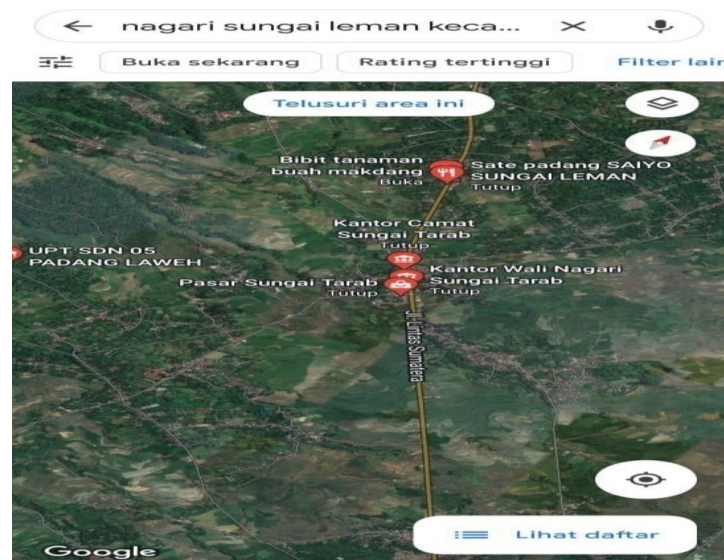 nagari sungai leman keca...
Buka sekarang
Rating tertinggi
Filter lair
Telusuri area ini
Bibit tanaman
buah makdang
Buka
Sate padang SAIYO
SUNGAI LEMAN
Tutup
Kantor Camat
Sungai Tarab
Tutup
UPT SDN 05
PADANG LAWEH
Kantor Wali Nagari
Sungai Tarab
Tutup
Pasar Sungai Tarab
Tutup
Jl. Lintas Sumatera
Lihat daftar
Google